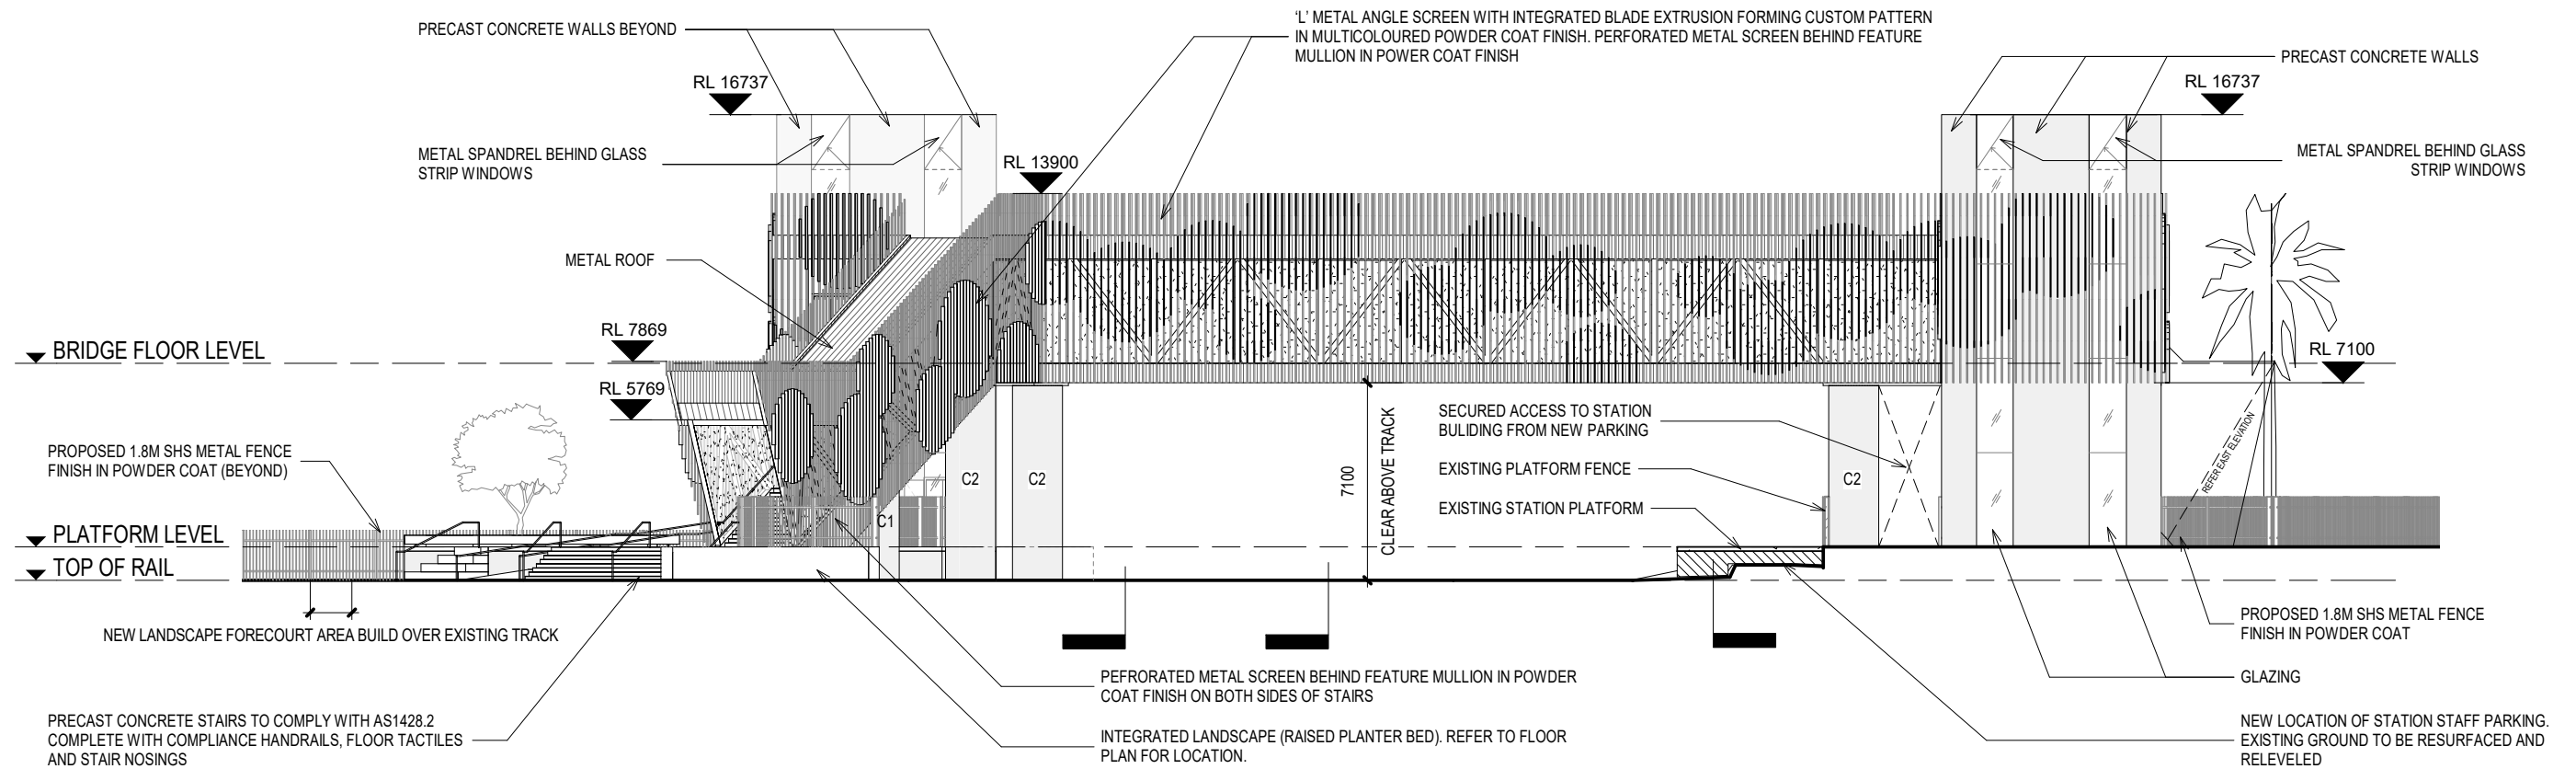 PRECAST CONCRETE WALLS BEYOND
'L' METAL ANGLE SCREEN WITH INTEGRATED BLADE EXTRUSION FORMING CUSTOM PATTERN
IN MULTICOLOURED POWDER COAT FINISH. PERFORATED METAL SCREEN BEHIND FEATURE
MULLION IN POWER COAT FINISH
PRECAST CONCRETE WALLS
RL 16737
RL 16737
METAL SPANDREL BEHIND GLASS
STRIP WINDOWS
RL 13900
METAL SPANDREL BEHIND GLASS
STRIP WINDOWS
METAL ROOF
RL 7869
BRIDGE FLOOR LEVEL
RL 7100
RL 5769
PROPOSED 1.8M SHS METAL FENCE
FINISH IN POWDER COAT (BEYOND)
7100
CLEAR ABOVE TRACK
SECURED ACCESS TO STATION
BULIDING FROM NEW PARKING
EXISTING PLATFORM FENCE
EXISTING STATION PLATFORM
C2
C2
C2
C1
REFER EAST ELEVATION
PLATFORM LEVEL
TOP OF RAIL
NEW LANDSCAPE FORECOURT AREA BUILD OVER EXISTING TRACK
PROPOSED 1.8M SHS METAL FENCE
FINISH IN POWDER COAT
PEFRORATED METAL SCREEN BEHIND FEATURE MULLION IN POWDER
COAT FINISH ON BOTH SIDES OF STAIRS
GLAZING
PRECAST CONCRETE STAIRS TO COMPLY WITH AS1428.2
COMPLETE WITH COMPLIANCE HANDRAILS, FLOOR TACTILES
AND STAIR NOSINGS
INTEGRATED LANDSCAPE (RAISED PLANTER BED). REFER TO FLOOR
PLAN FOR LOCATION.
NEW LOCATION OF STATION STAFF PARKING.
EXISTING GROUND TO BE RESURFACED AND
RELEVELED